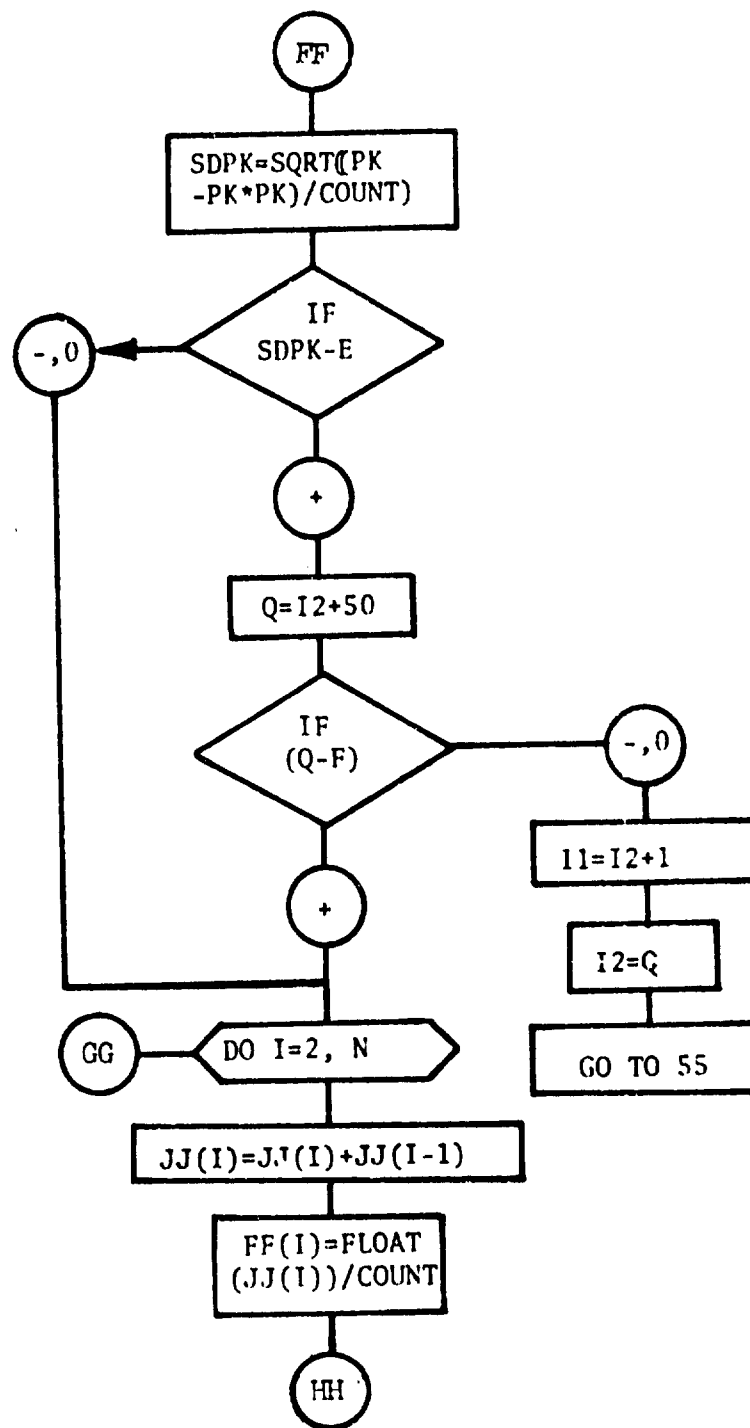 FF
SDPK=SQRT((PK
-PK*PK)/COUNT)
IF
SDPK-E
-,0
+
Q=I2+50
IF
(Q-F)
-,0
+
I1=I2+1
I2=Q
GO TO 55
GG
DO I=2, N
JJ(I)=JJ(I)+JJ(I-1)
FF(I)=FLOAT
(JJ(I))/COUNT
HH